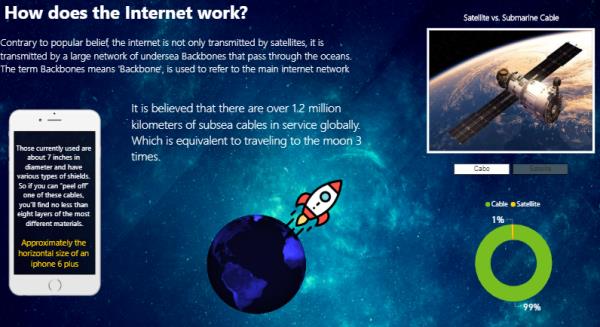 How does the Internet work?
Contrary to popular belief, the internet is not only transmitted by satellites, it is
transmitted by a large network of undersea Backbones that pass through the oceans.
The term Backbones means 'Backbone', is used to refer to the main internet network
It is believed that there are over 1.2 million
kilometers of subsea cables in service globally.
Which is equivalent to traveling to the moon 3
times.
Those currently used are
about 7 inches in
diameter and have
various types of shields.
So if you can "peel off"
one of these cables,
you'll find no less than
eight layers of the most
different materials.
Approximately the
horizontal size of an
iphone 6 plus
Satellite vs. Submarine Cable
Cabo
Satelite
Cable Satellite
1%
99%